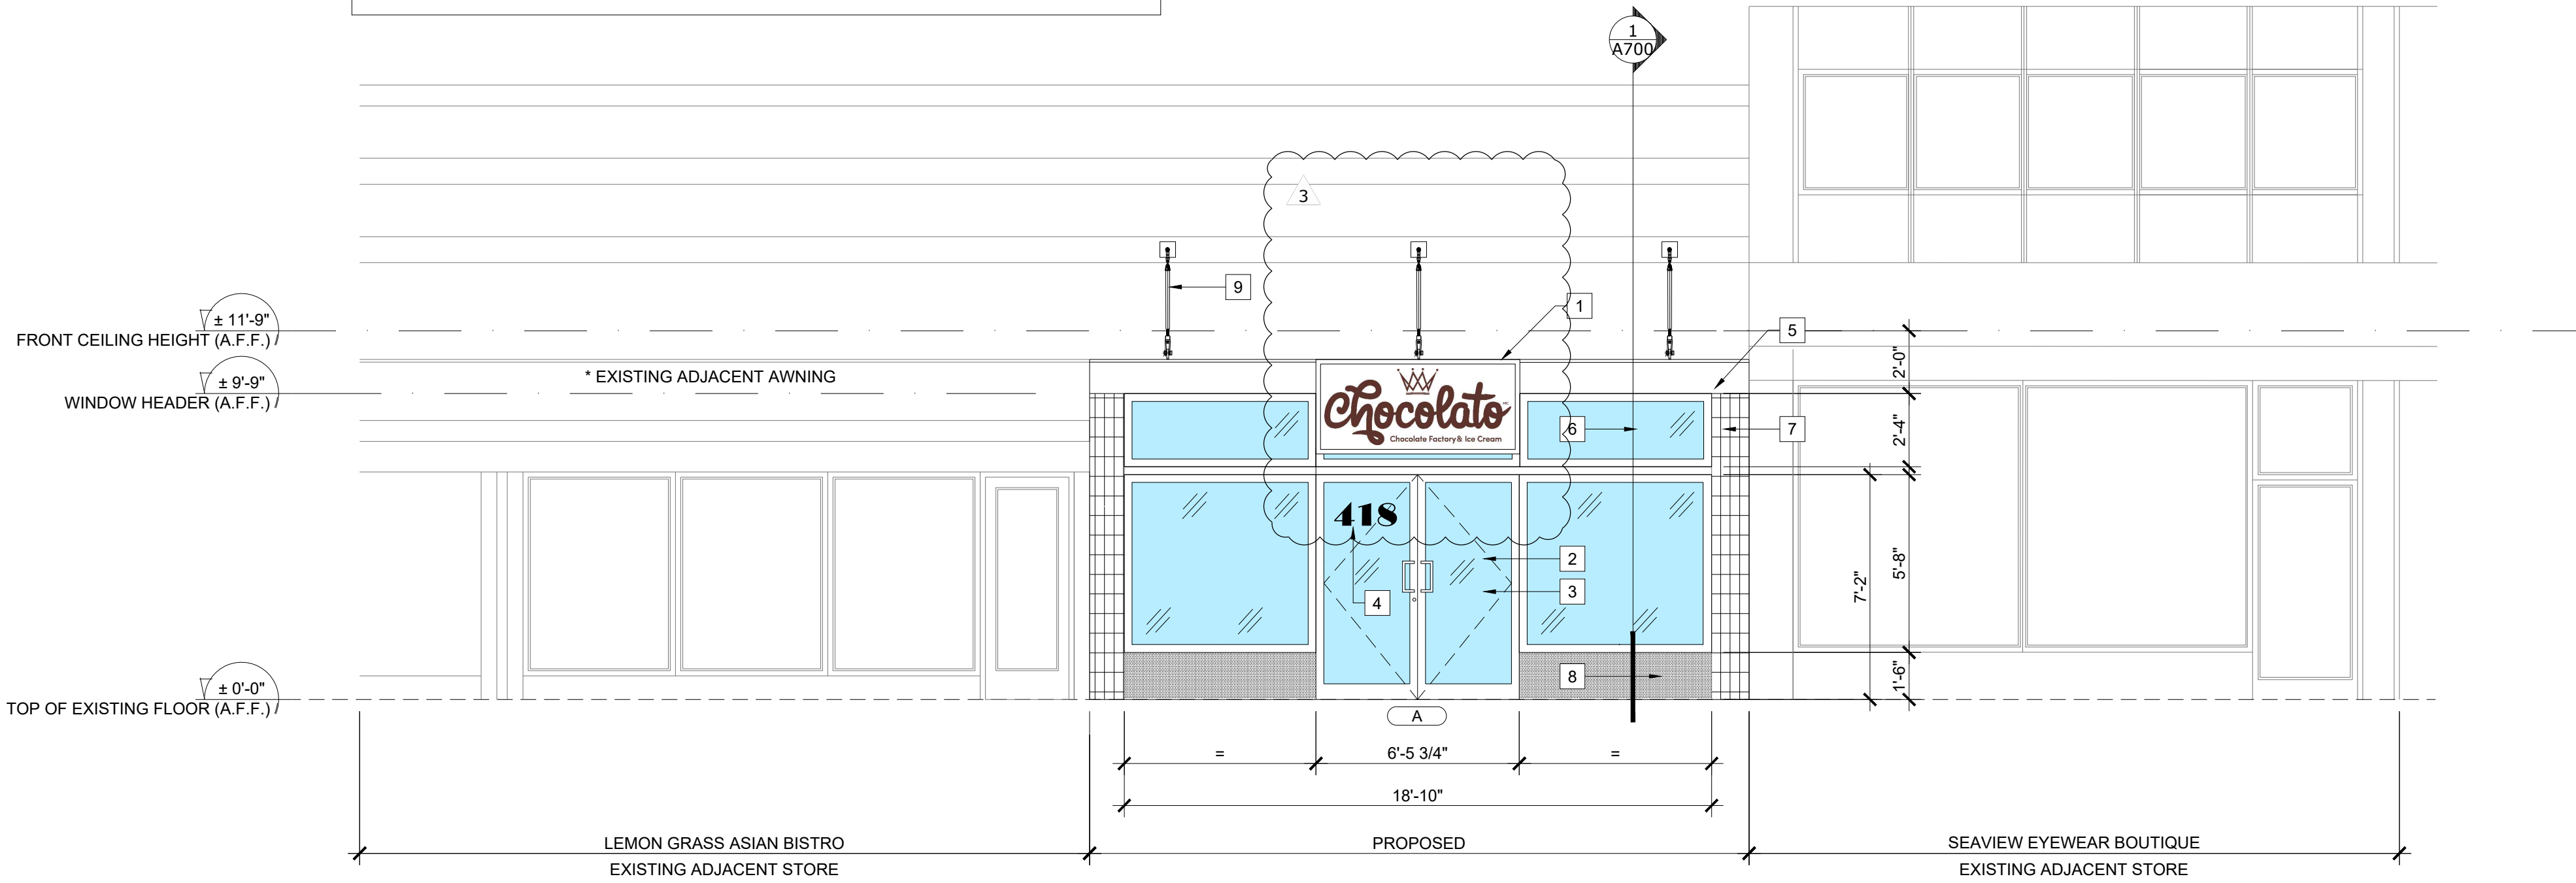 1
A700
3
9
1
± 11'-9"
FRONT CEILING HEIGHT (A.F.F.)
5
2'-0"
± 9'-9"
WINDOW HEADER (A.F.F.)
* EXISTING ADJACENT AWNING
Chocolato
Chocolate Factory & Ice Cream
6
7
2'-4"
418
2
3
4
7'-2"
5'-8"
8
1'-6"
± 0'-0"
TOP OF EXISTING FLOOR (A.F.F.)
A
=
6'-5 3/4"
=
18'-10"
LEMON GRASS ASIAN BISTRO
EXISTING ADJACENT STORE
PROPOSED
SEAVIEW EYEWEAR BOUTIQUE
EXISTING ADJACENT STORE